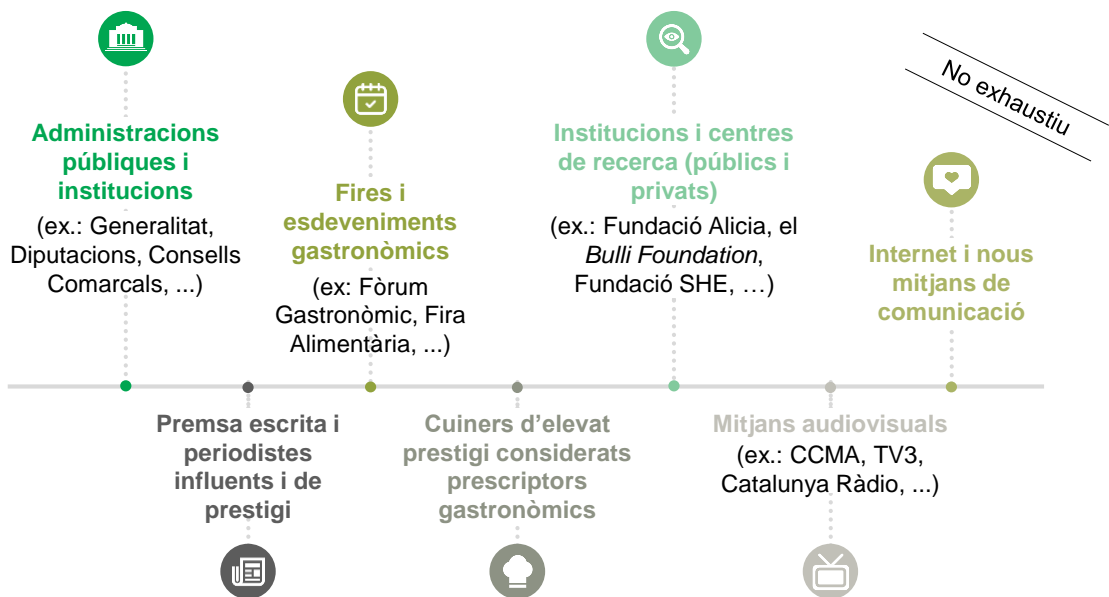 No exhaustiu
Administracions
públiques i
institucions
(ex.: Generalitat,
Diputacions, Consells
Comarcals, ...)
Fires i
esdeveniments
gastronòmics
(ex: Fòrum
Gastronòmic, Fira
Alimentària, ...)
Institucions i centres
de recerca (públics i
privats)
(ex.: Fundació Alicia, el
Bulli Foundation,
Fundació SHE, …)
Internet i nous
mitjans de
comunicació
Premsa escrita i
periodistes
influents i de
prestigi
Cuiners d’elevat
prestigi considerats
prescriptors
gastronòmics
Mitjans audiovisuals
(ex.: CCMA, TV3,
Catalunya Ràdio, ...)